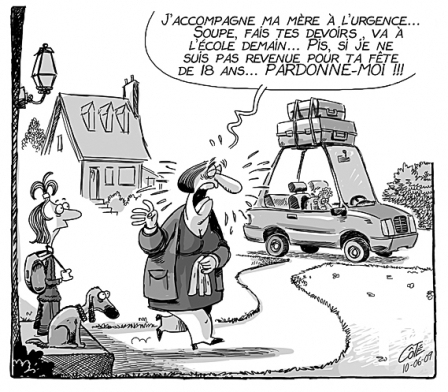 J'ACCOMPAGNE MA MÈRE À L'URGENCE...
SOUPE, FAIS TES DEVOIRS, VA À
L'ÉCOLE DEMAIN... PIS, SI JE NE
SUIS PAS REVENUE POUR TA FÊTE
DE 18 ANS... PARDONNE-MOI !!!
CÔTÉ
10-06-09